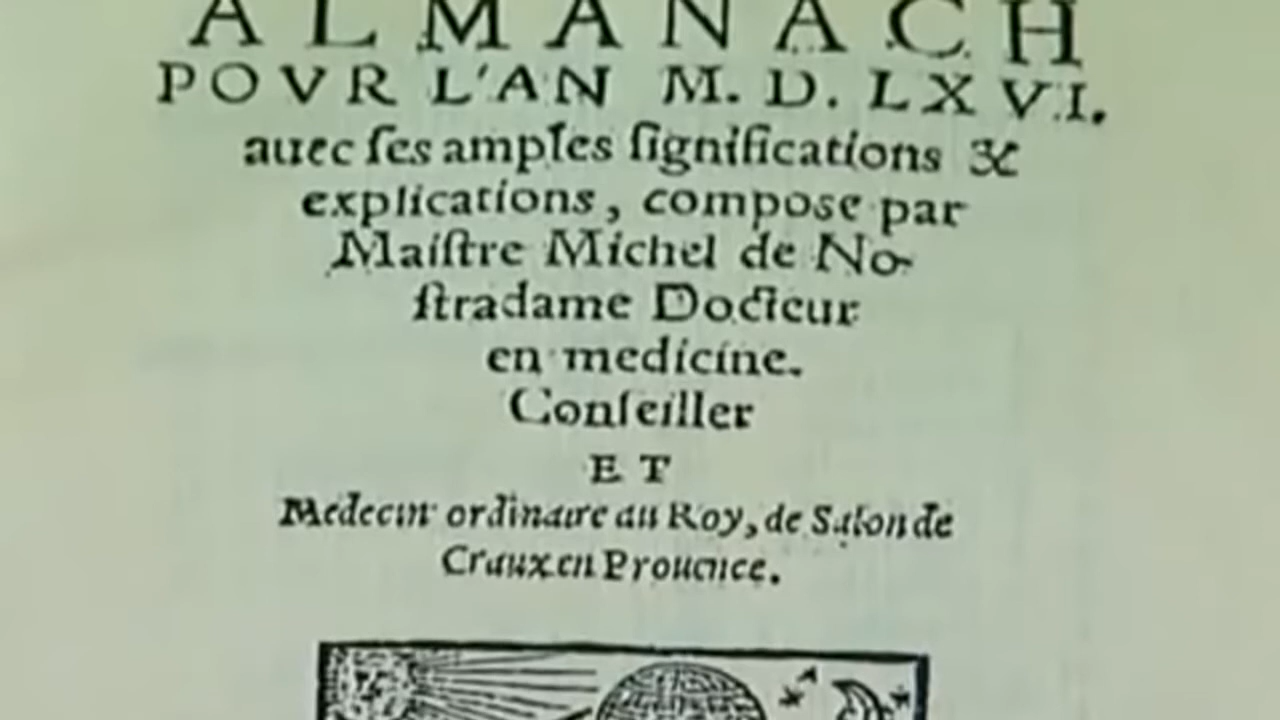 ALMANACH
POVR L'AN M. D. LXVI.
auec ſes amples ſignifications &
explications, compose par
Maiſtre Michel de No-
ſtradame Docteur
en medicine.
Conſeiller
ET
Medecin ordinaire au Roy, de Salon de
Craux en Prouence.